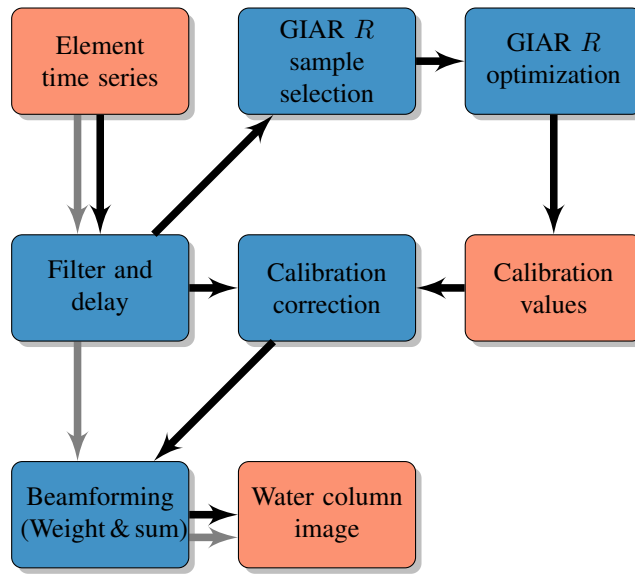 Element
time series
GIAR R
sample
selection
GIAR R
optimization
Filter and
delay
Calibration
correction
Calibration
values
Beamforming
(Weight & sum)
Water column
image